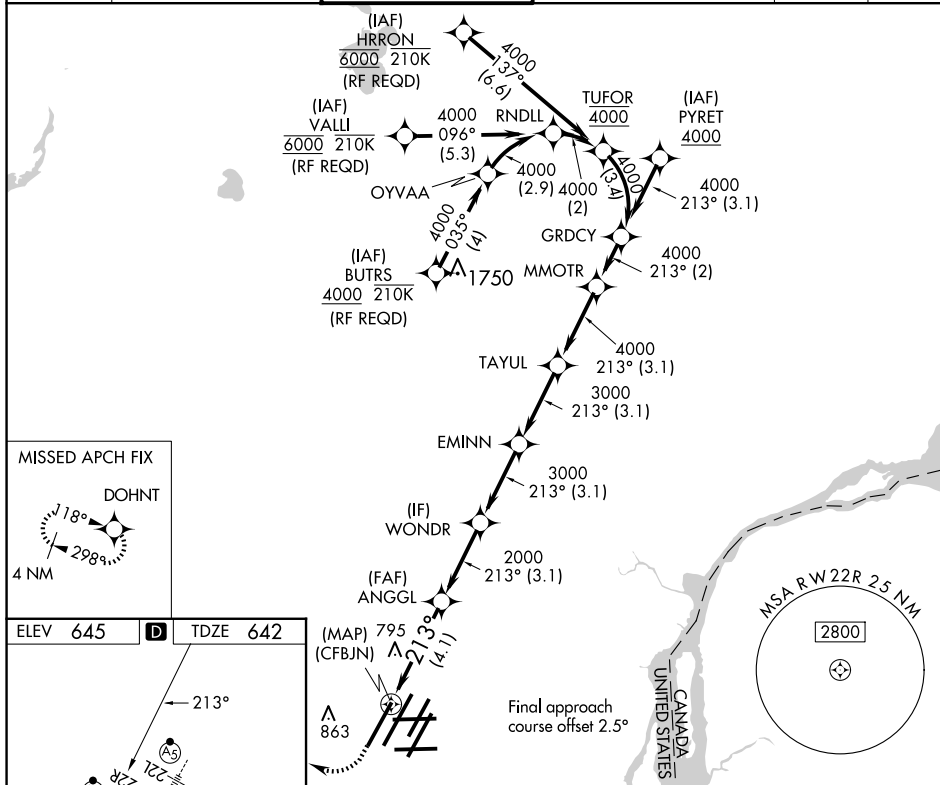 (IAF)
HRRON
6000 210K
(RF REQD)
4000
137°
(6.6)
(IAF)
VALLI
6000 210K
(RF REQD)
4000
096°
(5.3)
RNDLL
TUFOR
4000
(IAF)
PYRET
4000
OYVAA
4000
(2.9)
4000
(2)
4000
(3.4)
4000
213° (3.1)
4000
035°
(4)
(IAF)
BUTRS
4000 210K
(RF REQD)
1750
GRDCY
4000
213° (2)
MMOTR
4000
213° (3.1)
TAYUL
3000
213° (3.1)
EMINN
3000
213° (3.1)
(IF)
WONDR
2000
213° (3.1)
(FAF)
ANGGL
213°
(4.1)
(MAP)
(CFBJN)
795
863
MISSED APCH FIX
DOHNT
118°
298°
4 NM
Final approach
course offset 2.5°
CANADA
UNITED STATES
MSA RW22R 25 NM
2800
ELEV 645 D TDZE 642
213°
A5
22L
22R